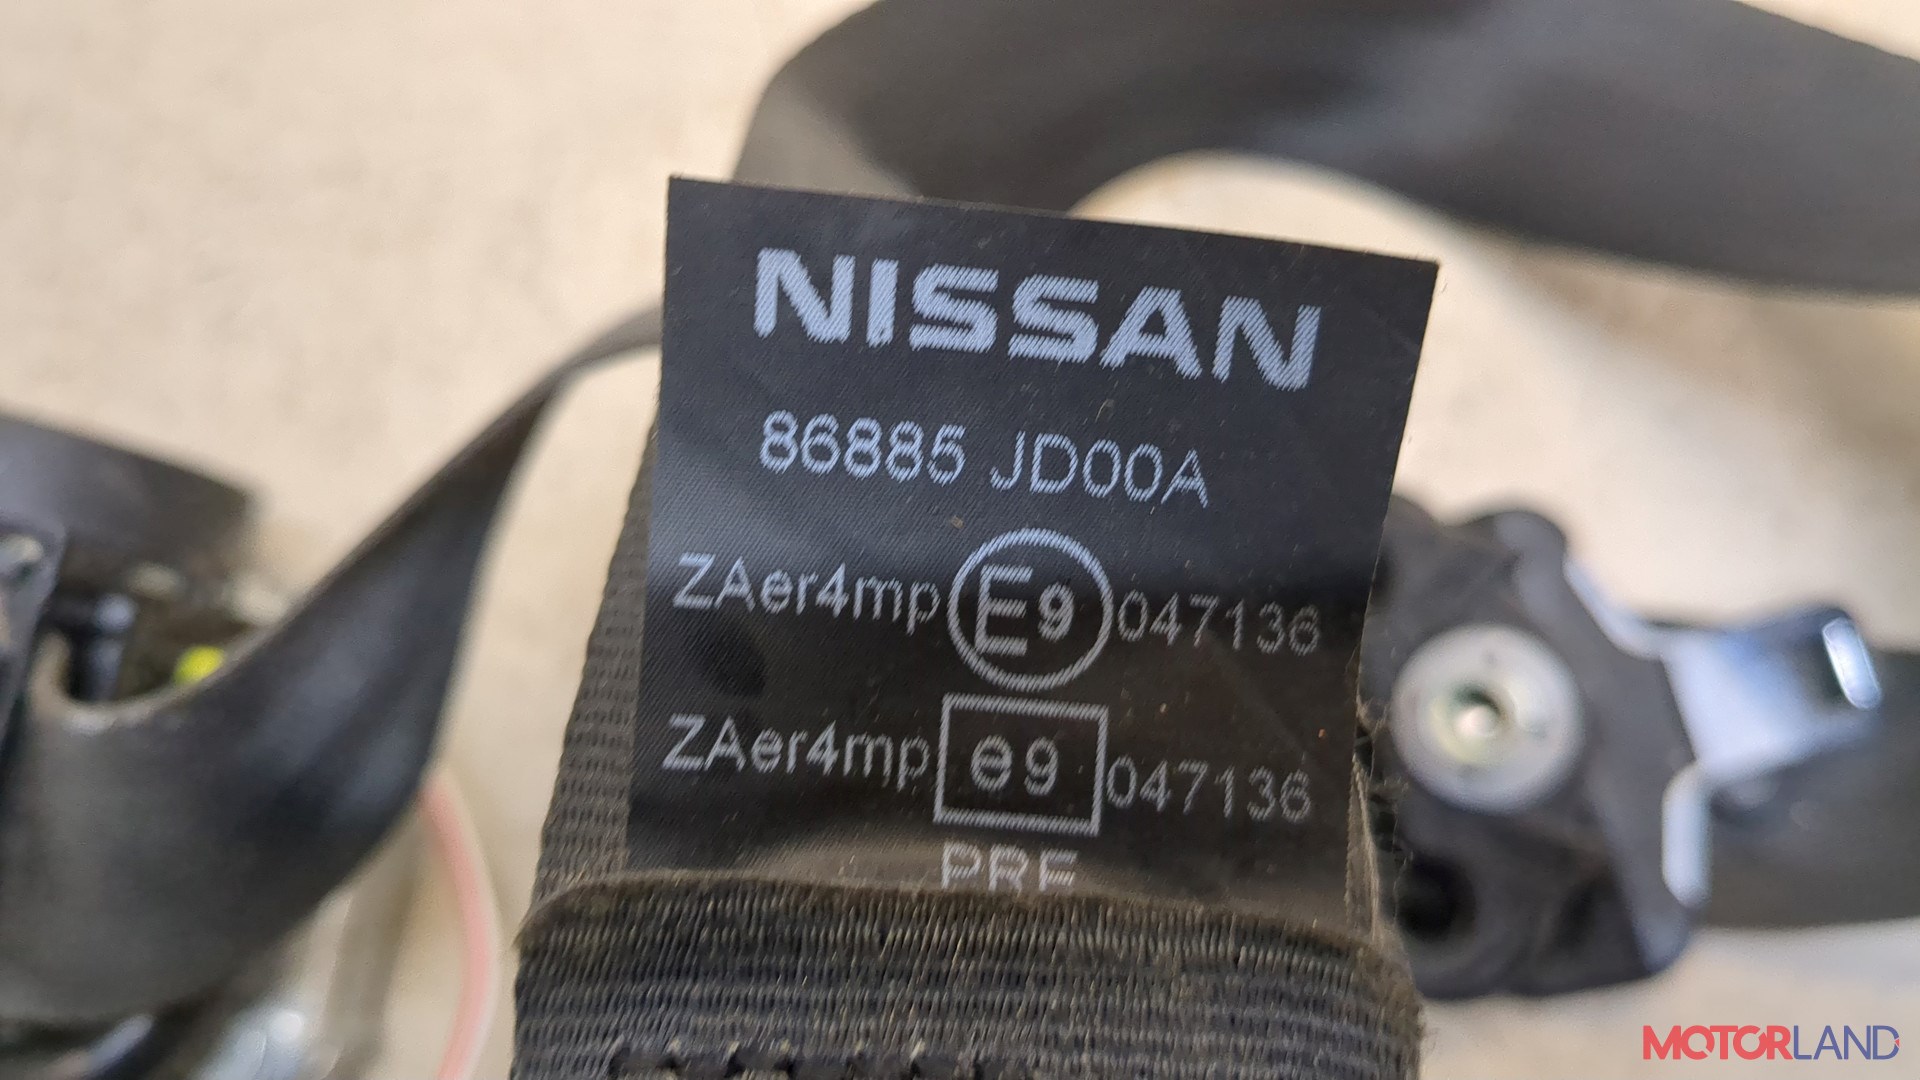 NISSAN
86885 JD00A
ZAer4mp E9 047136
ZAer4mp e9 047136
PRE
MOTORLAND